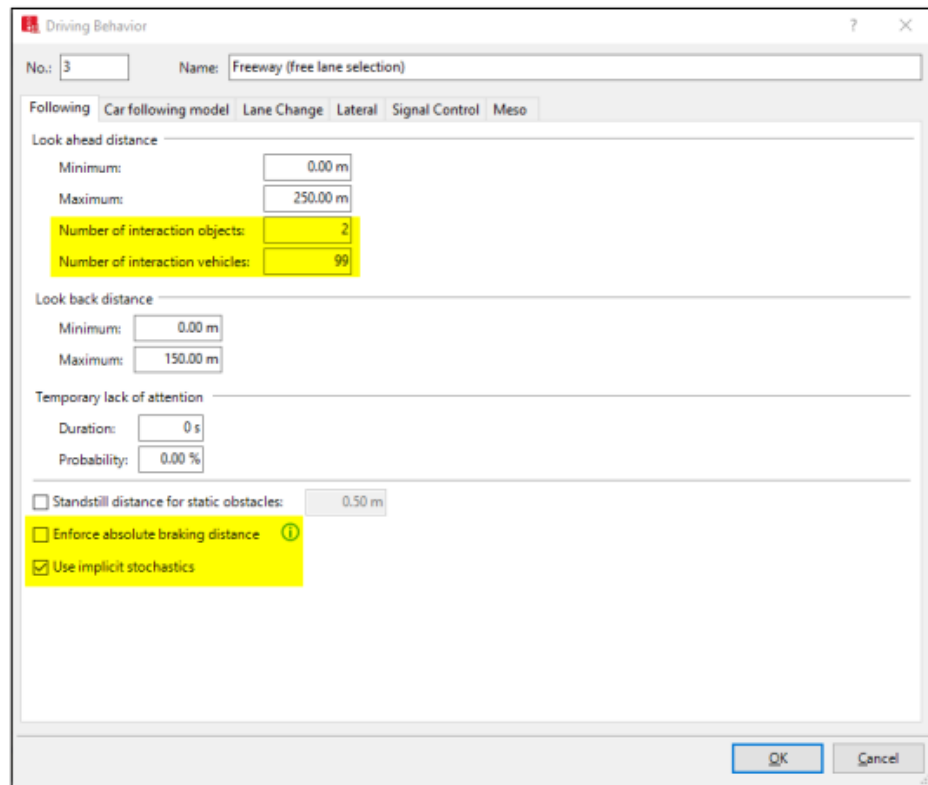 Driving Behavior ? ×
No.: 3 Name: Freeway (free lane selection)
Following Car following model Lane Change Lateral Signal Control Meso
Look ahead distance
Minimum: 0.00 m
Maximum: 250.00 m
Number of interaction objects: 2
Number of interaction vehicles: 99
Look back distance
Minimum: 0.00 m
Maximum: 150.00 m
Temporary lack of attention
Duration: 0 s
Probability: 0.00 %
Standstill distance for static obstacles: 0.50 m
Enforce absolute braking distance
Use implicit stochastics
OK Cancel